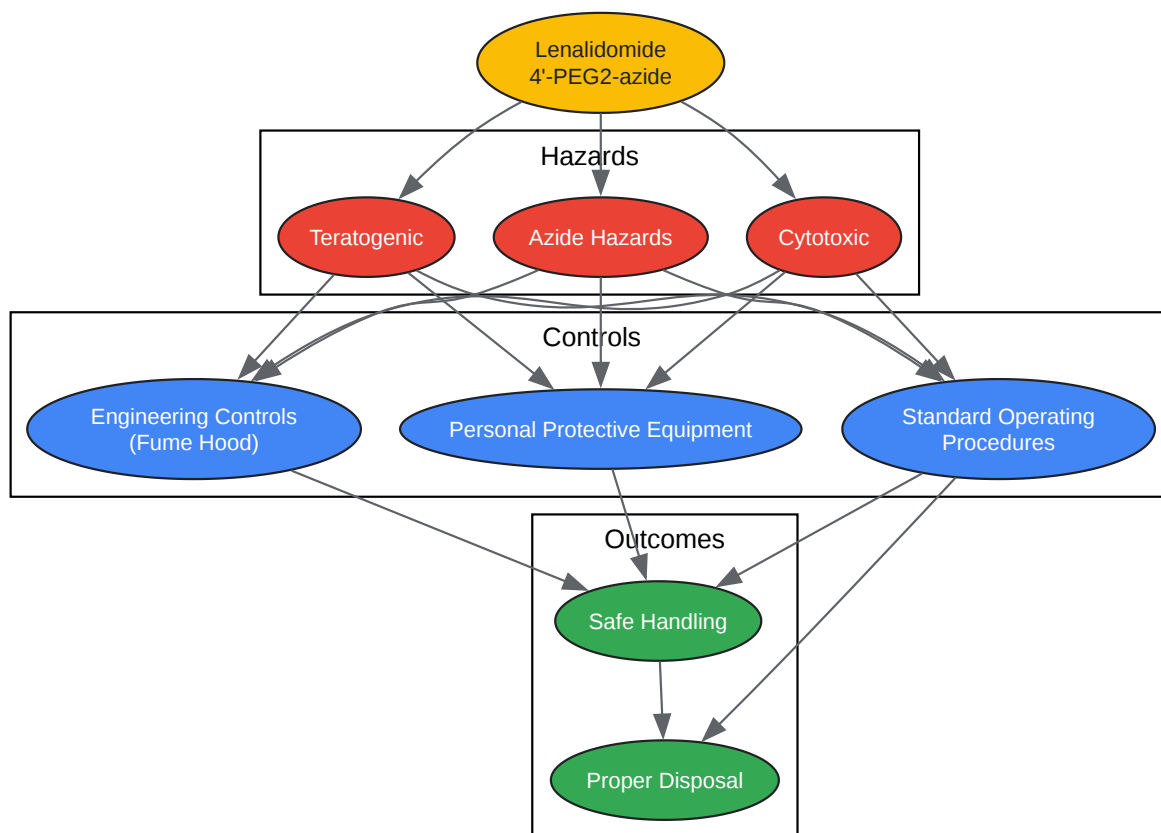 Lenalidomide
4'-PEG2-azide
Hazards
Teratogenic
Azide Hazards
Cytotoxic
Controls
Engineering Controls
(Fume Hood)
Personal Protective Equipment
Standard Operating
Procedures
Outcomes
Safe Handling
Proper Disposal